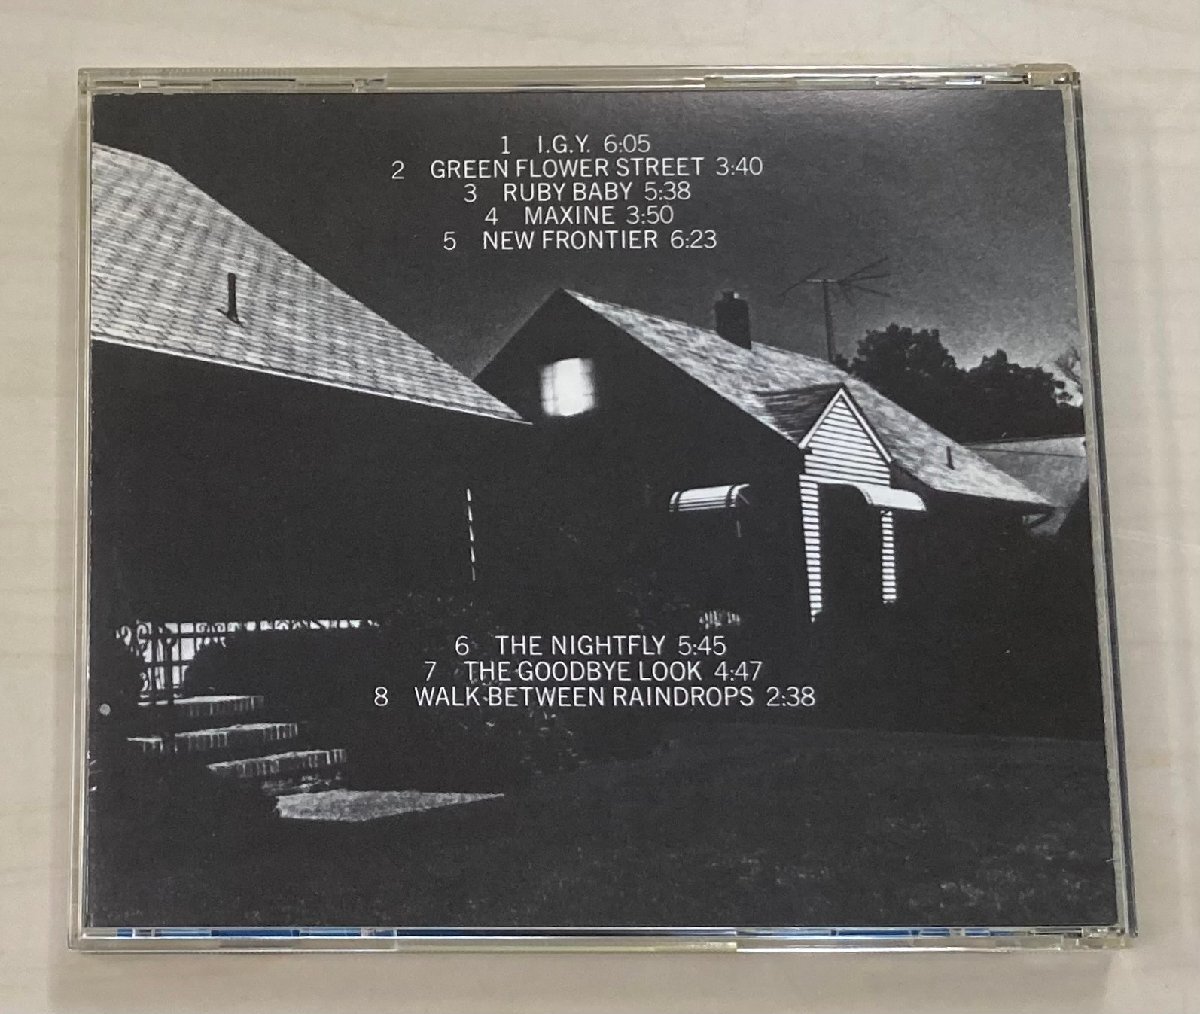 1 I.G.Y. 6:05
2 GREEN FLOWER STREET 3:40
3 RUBY BABY 5:38
4 MAXINE 3:50
5 NEW FRONTIER 6:23
6 THE NIGHTFLY 5:45
7 THE GOODBYE LOOK 4:47
8 WALK BETWEEN RAINDROPS 2:38